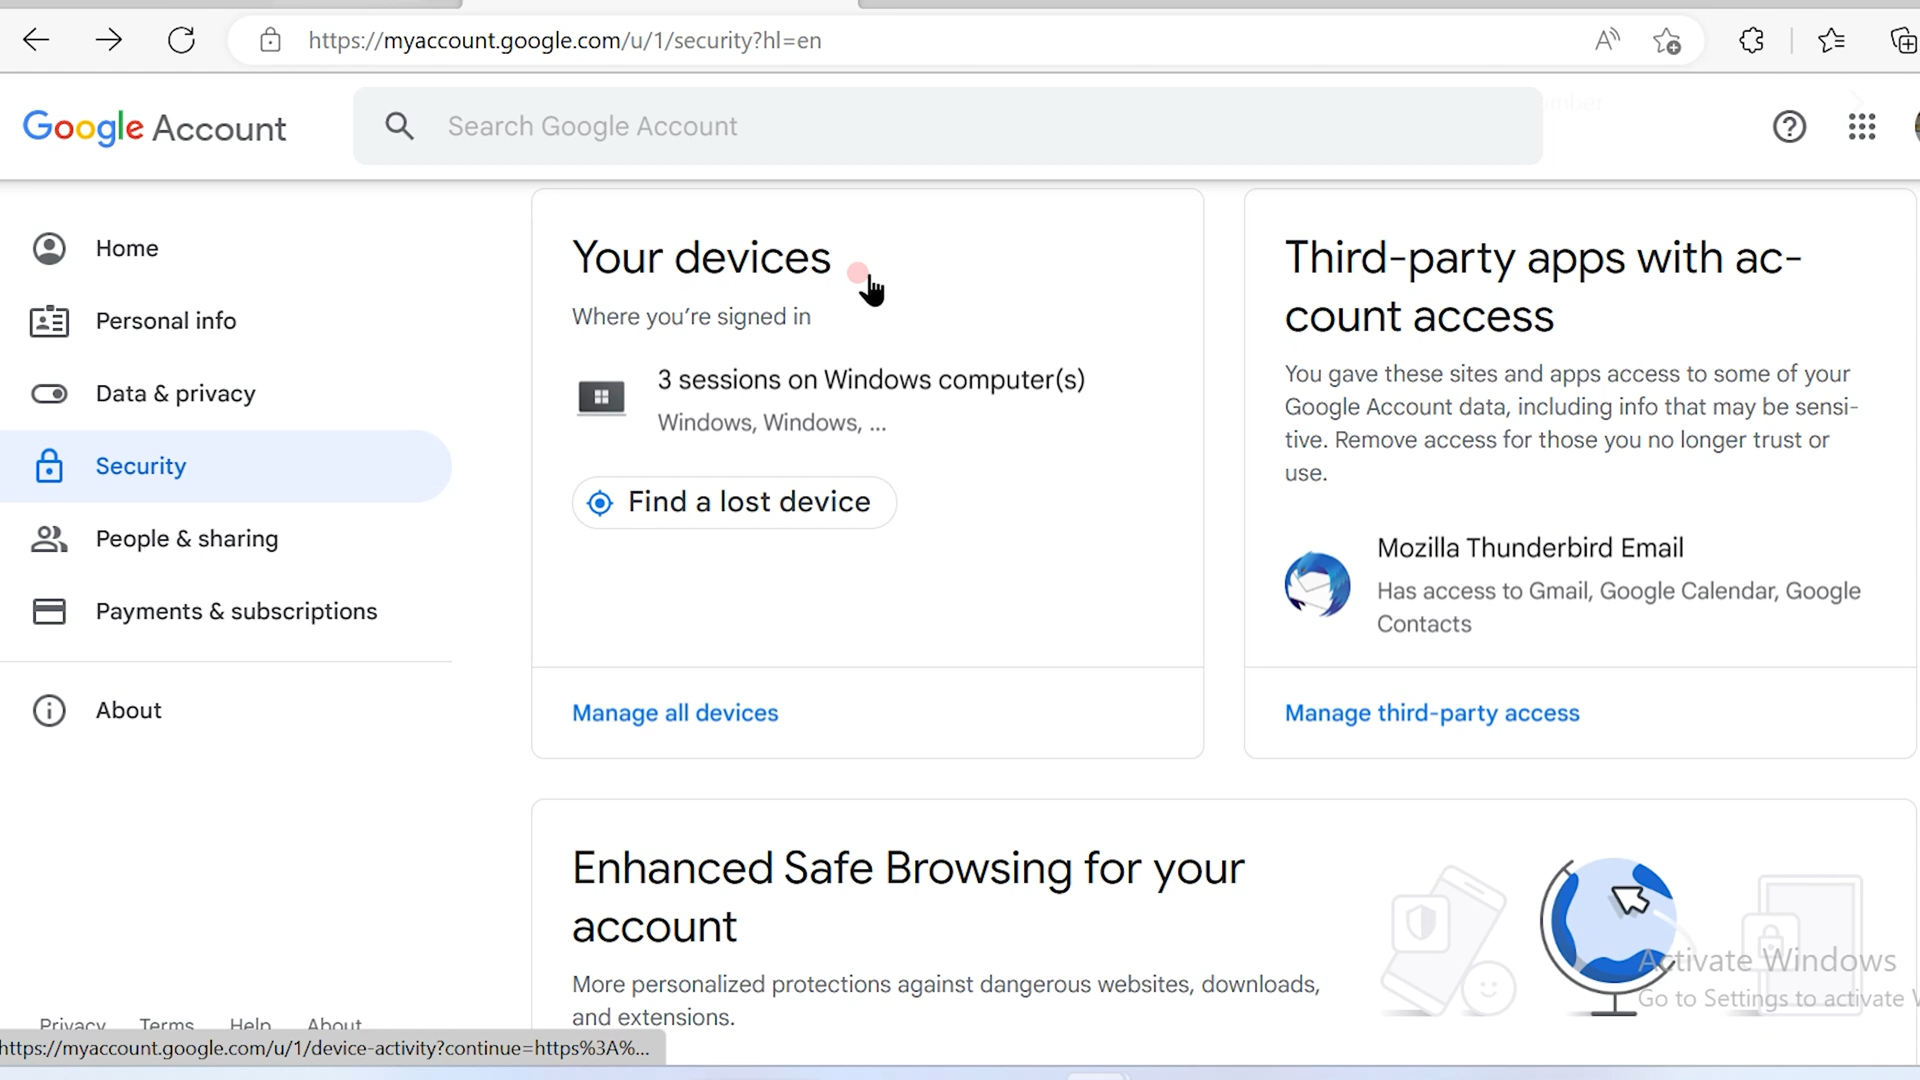 https://myaccount.google.com/u/1/security?hl=en
Google Account
Search Google Account
Home
Personal info
Data & privacy
Security
People & sharing
Payments & subscriptions
About
Your devices
Where you're signed in
3 sessions on Windows computer(s)
Windows, Windows, ...
Find a lost device
Manage all devices
Third-party apps with ac-
count access
You gave these sites and apps access to some of your
Google Account data, including info that may be sensi-
tive. Remove access for those you no longer trust or
use.
Mozilla Thunderbird Email
Has access to Gmail, Google Calendar, Google
Contacts
Manage third-party access
Enhanced Safe Browsing for your
account
More personalized protections against dangerous websites, downloads,
and extensions.
Activate Windows
Go to Settings to activate W
Privacy Terms Help About
https://myaccount.google.com/u/1/device-activity?continue=https%3A%...